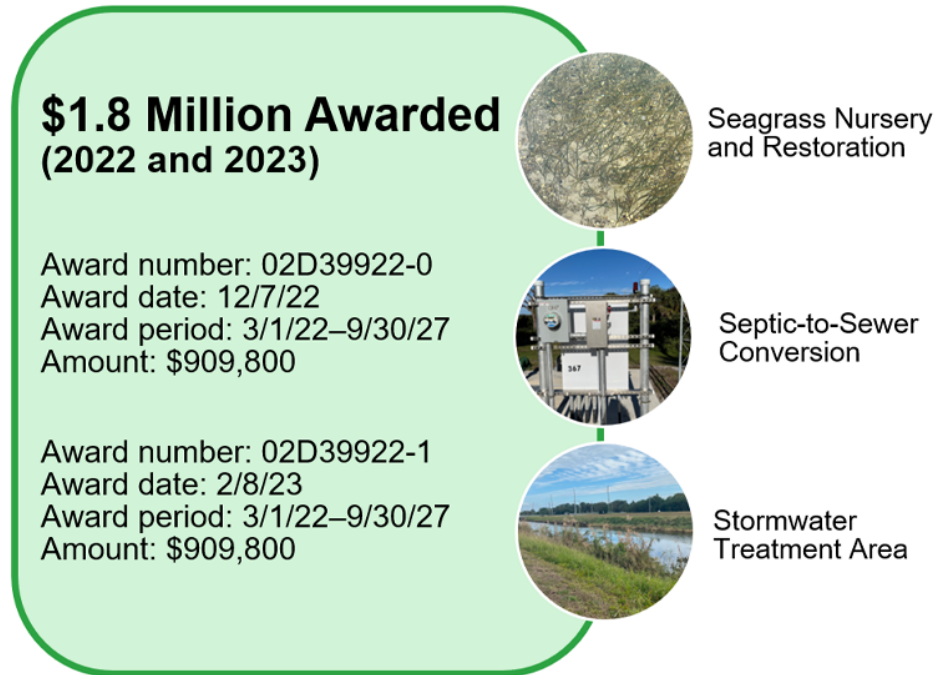 $1.8 Million Awarded
(2022 and 2023)
Award number: 02D39922-0
Award date: 12/7/22
Award period: 3/1/22–9/30/27
Amount: $909,800
Award number: 02D39922-1
Award date: 2/8/23
Award period: 3/1/22–9/30/27
Amount: $909,800
Seagrass Nursery
and Restoration
367
Septic-to-Sewer
Conversion
Stormwater
Treatment Area